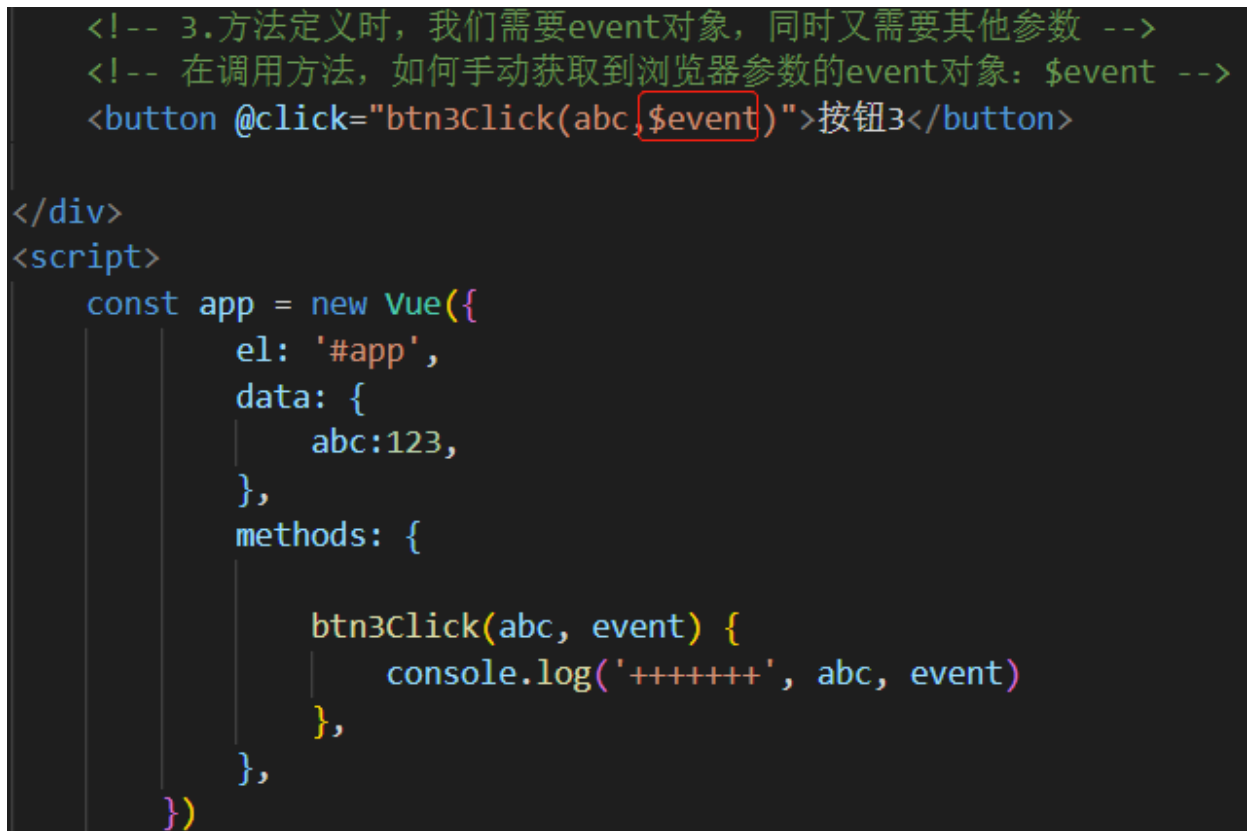 <!-- 3.方法定义时，我们需要event对象，同时又需要其他参数 -->
<!-- 在调用方法，如何手动获取到浏览器参数的event对象：$event -->
<button @click="btn3Click(abc,$event)">按钮3</button>
</div>
<script>
const app = new Vue({
el: '#app',
data: {
abc:123,
},
methods: {
btn3Click(abc, event) {
console.log('+++++++', abc, event)
},
},
})